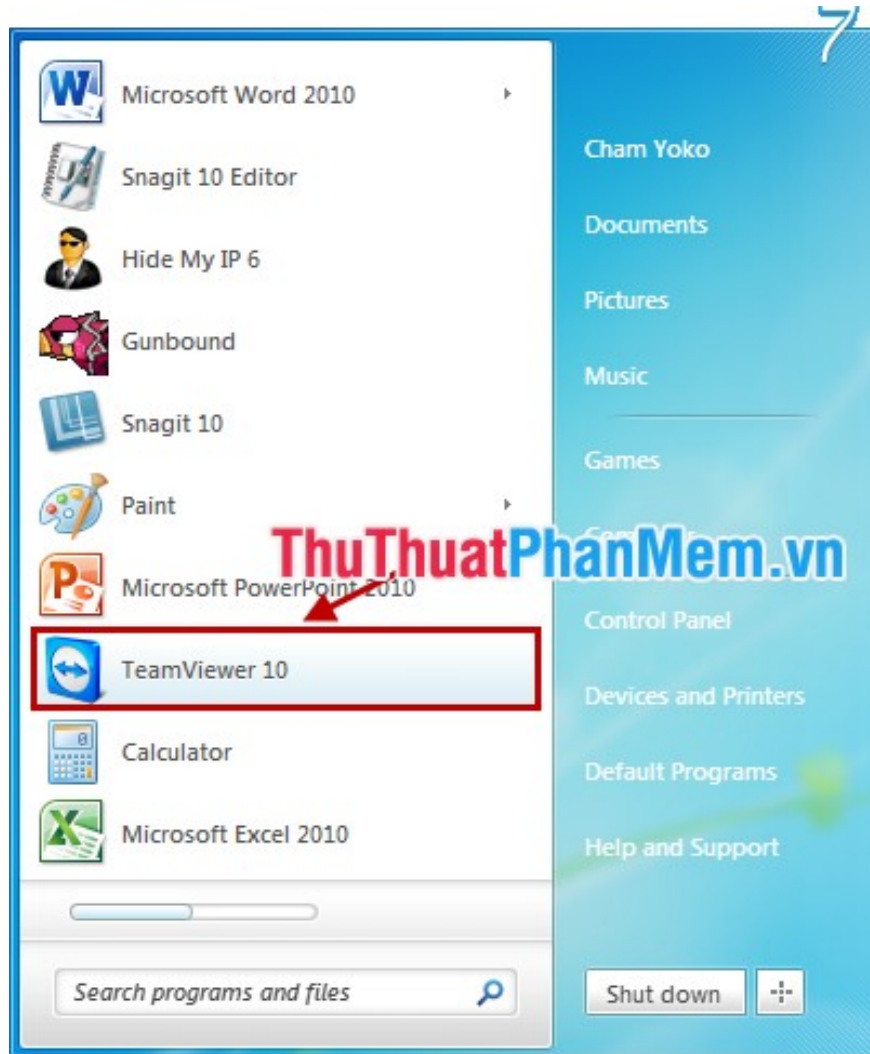 7
Microsoft Word 2010
Snagit 10 Editor
Hide My IP 6
Gunbound
Snagit 10
Paint
Microsoft PowerPoint 2010
TeamViewer 10
Calculator
Microsoft Excel 2010
Search programs and files
Cham Yoko
Documents
Pictures
Music
Games
ThuThuatPhanMem.vn
Control Panel
Devices and Printers
Default Programs
Help and Support
Shut down